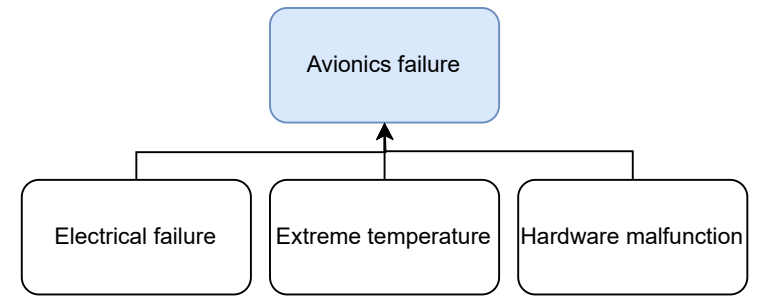 Avionics failure
Electrical failure
Extreme temperature
Hardware malfunction